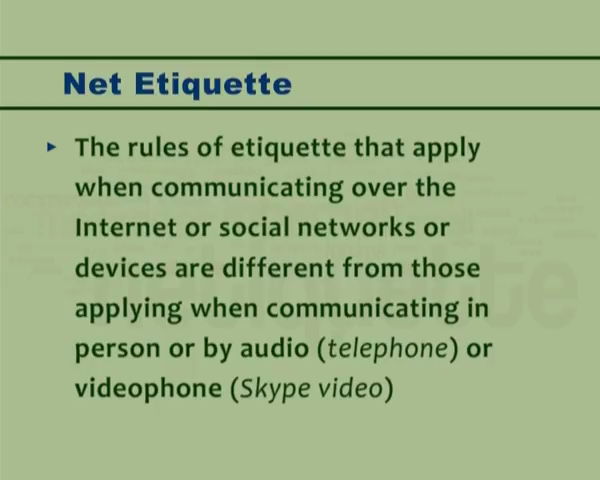 Net Etiquette
The rules of etiquette that apply
when communicating over the
Internet or social networks or
devices are different from those
applying when communicating in
person or by audio (telephone) or
videophone (Skype video)